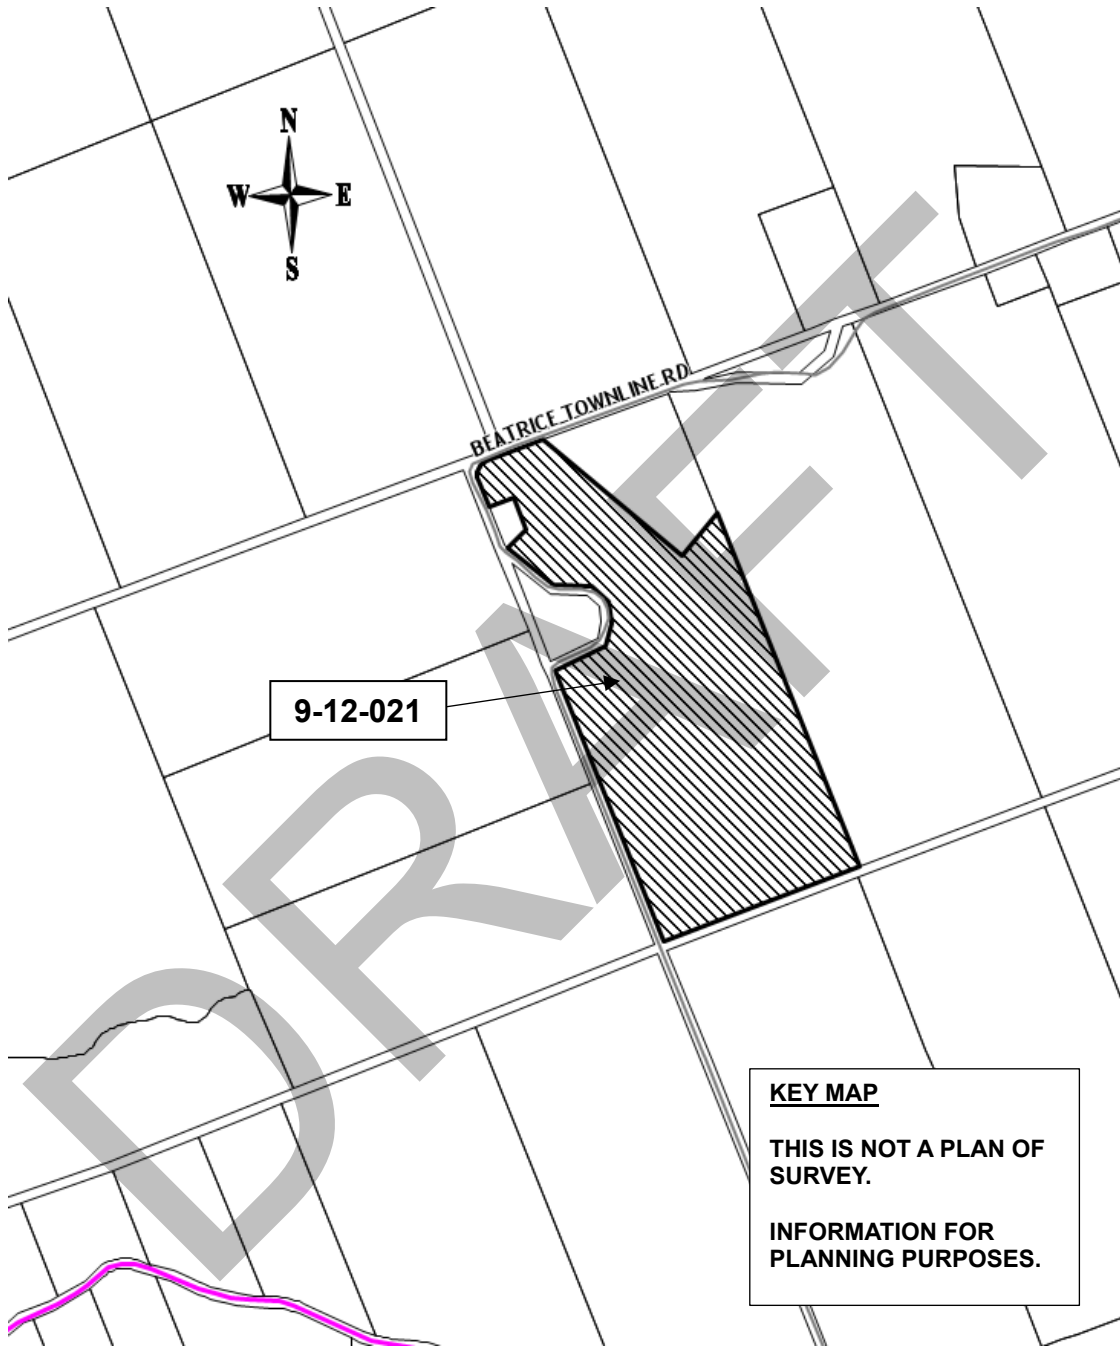 N
W E
S
BEATRICE TOWNLINE RD
9-12-021
DRAFT
KEY MAP
THIS IS NOT A PLAN OF
SURVEY.
INFORMATION FOR
PLANNING PURPOSES.